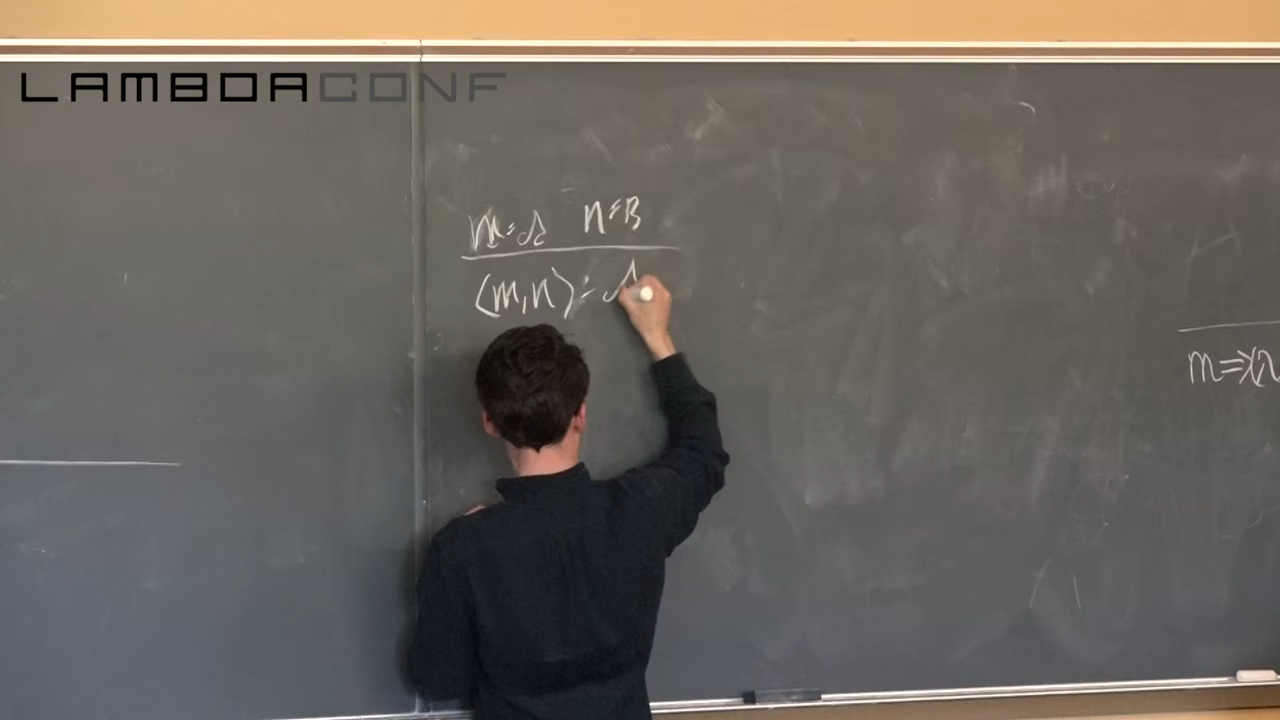 LAMBDACONF
M ÷ A N ÷ B
⟨M, N⟩ ÷ A
M ⇒